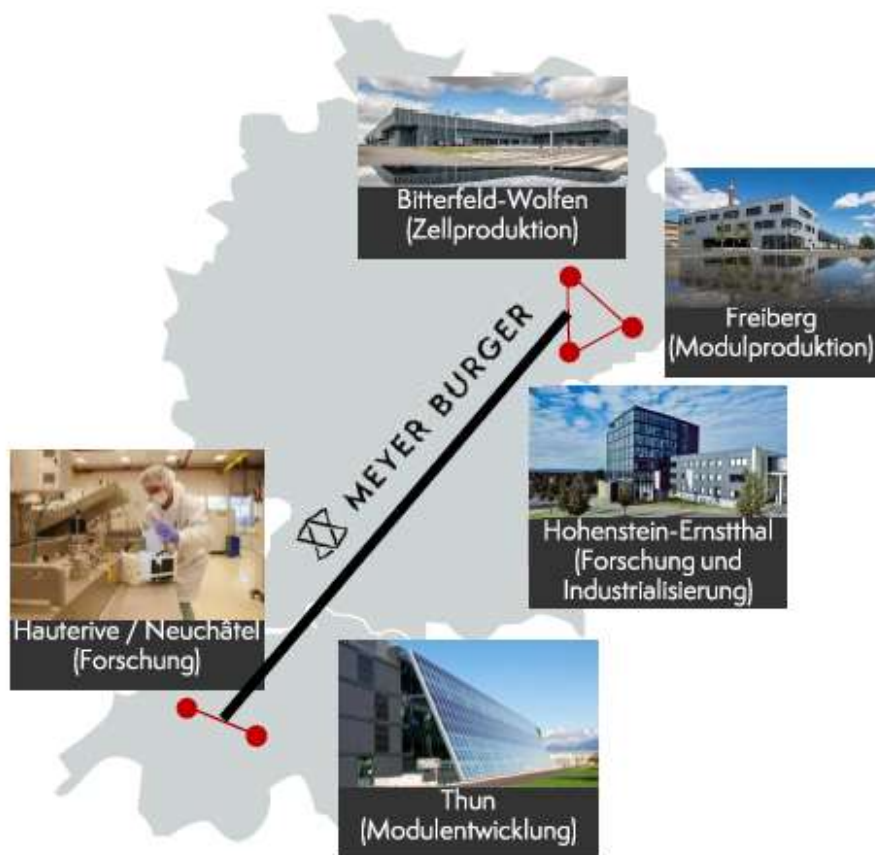 Bitterfeld-Wolfen
(Zellproduktion)
Freiberg
(Modulproduktion)
MEYER BURGER
Hohenstein-Ernstthal
(Forschung und
Industrialisierung)
Hauterive / Neuchâtel
(Forschung)
Thun
(Modulentwicklung)